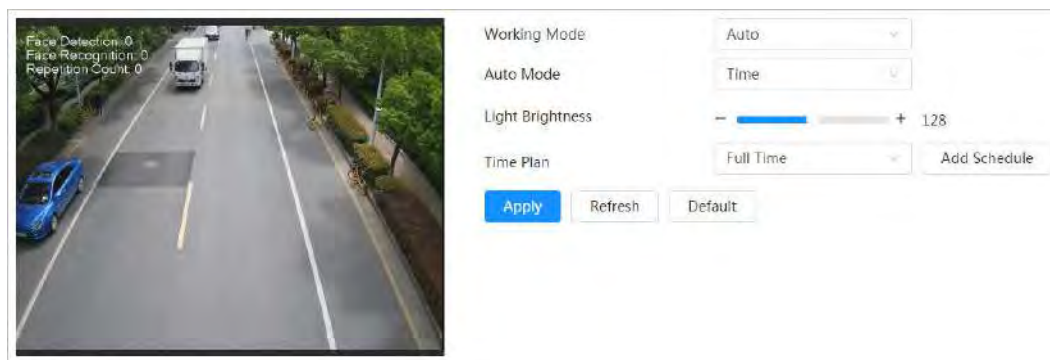 Face Detection: 0
Face Recognition: 0
Repetition Count: 0
Working Mode Auto
Auto Mode Time
Light Brightness - + 128
Time Plan Full Time Add Schedule
Apply Refresh Default